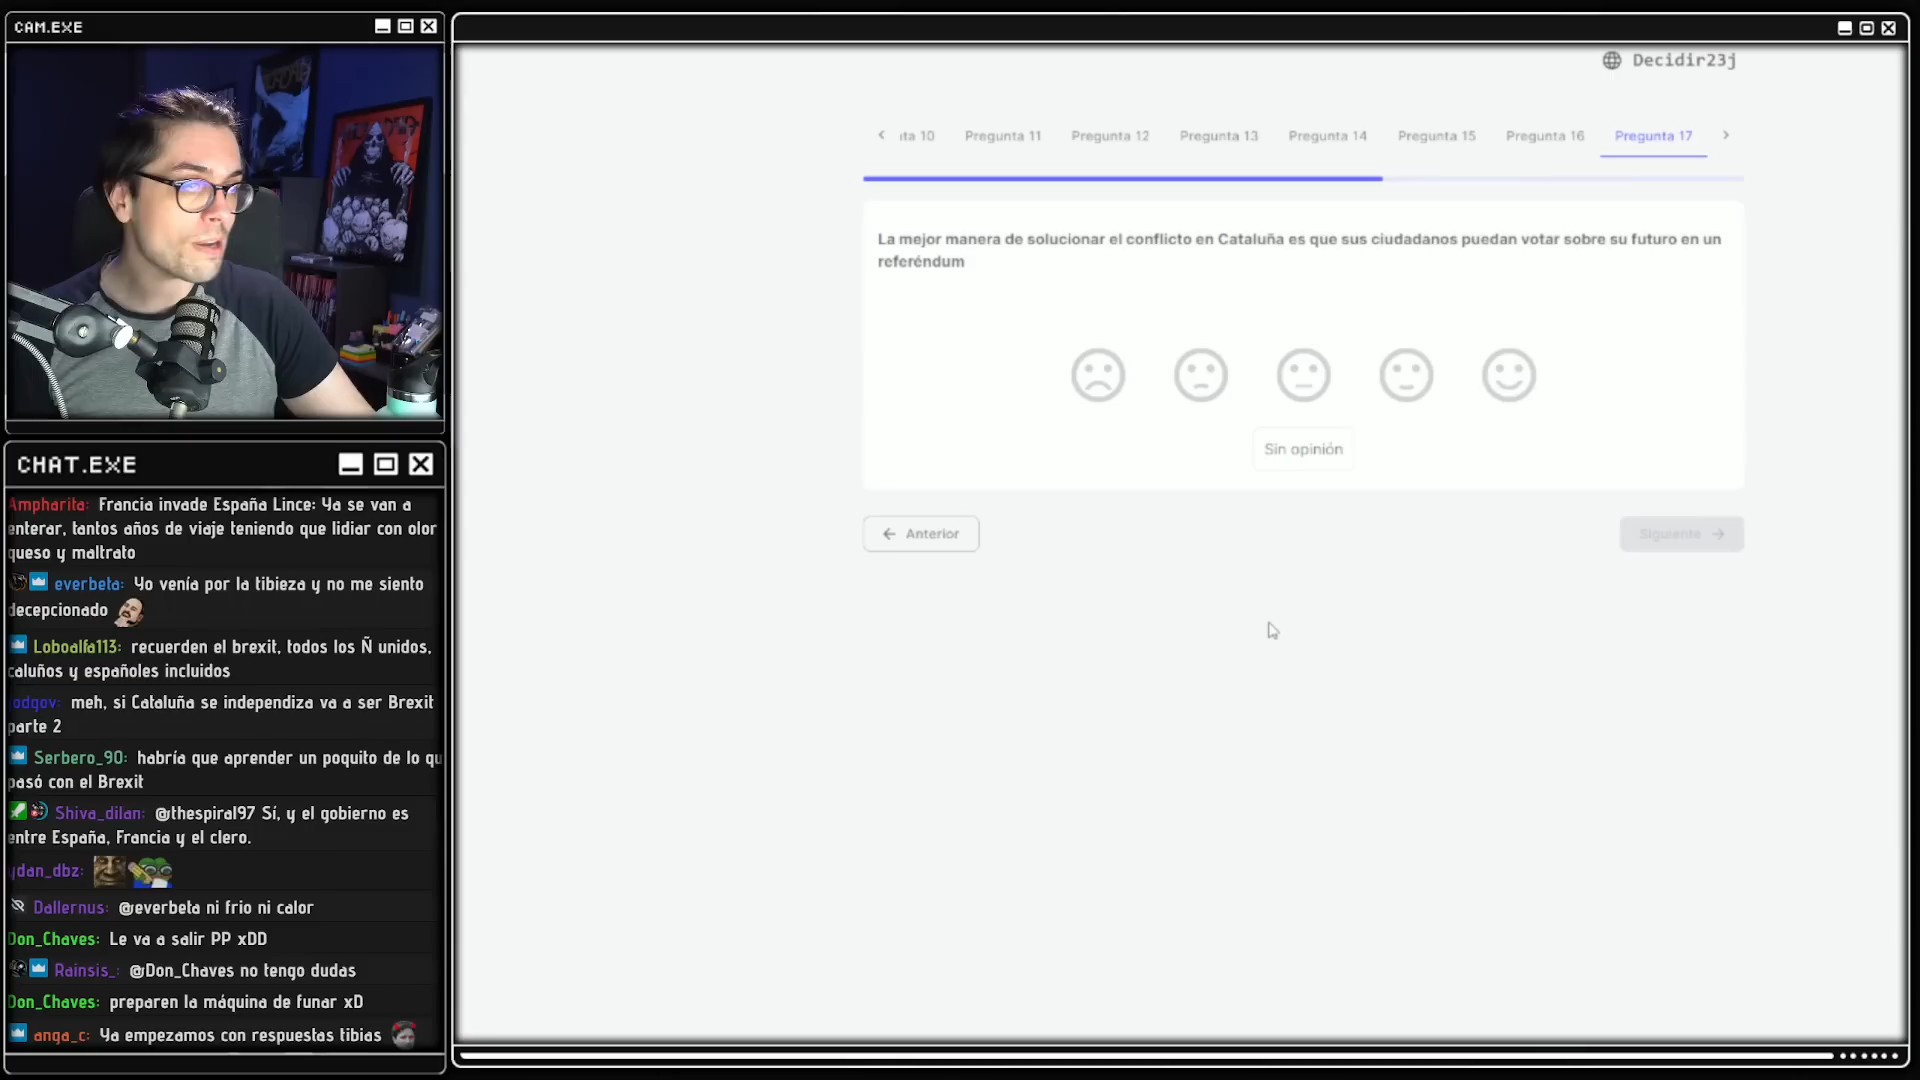 CAM.EXE
CHAT.EXE
Ampharita: Francia invade España Lince: Ya se van a
enterar, tantos años de viaje teniendo que lidiar con olor
queso y maltrato
everbeta: Yo venía por la tibieza y no me siento
decepcionado
Loboalfa113: recuerden el brexit, todos los Ñ unidos,
caluños y españoles incluidos
odgov: meh, si Cataluña se independiza va a ser Brexit
parte 2
Serbero_90: habría que aprender un poquito de lo qu
pasó con el Brexit
Shiva_dilan: @thespiral97 Sí, y el gobierno es
entre España, Francia y el clero.
ydan_dbz:
Dallernus: @everbeta ni frio ni calor
Don_Chaves: Le va a salir PP xDD
Rainsis_: @Don_Chaves no tengo dudas
Don_Chaves: preparen la máquina de funar xD
anga_c: Ya empezamos con respuestas tibias
Decidir23j
nta 10 Pregunta 11 Pregunta 12 Pregunta 13 Pregunta 14 Pregunta 15 Pregunta 16 Pregunta 17
La mejor manera de solucionar el conflicto en Cataluña es que sus ciudadanos puedan votar sobre su futuro en un
referéndum
Sin opinión
Anterior
Siguiente